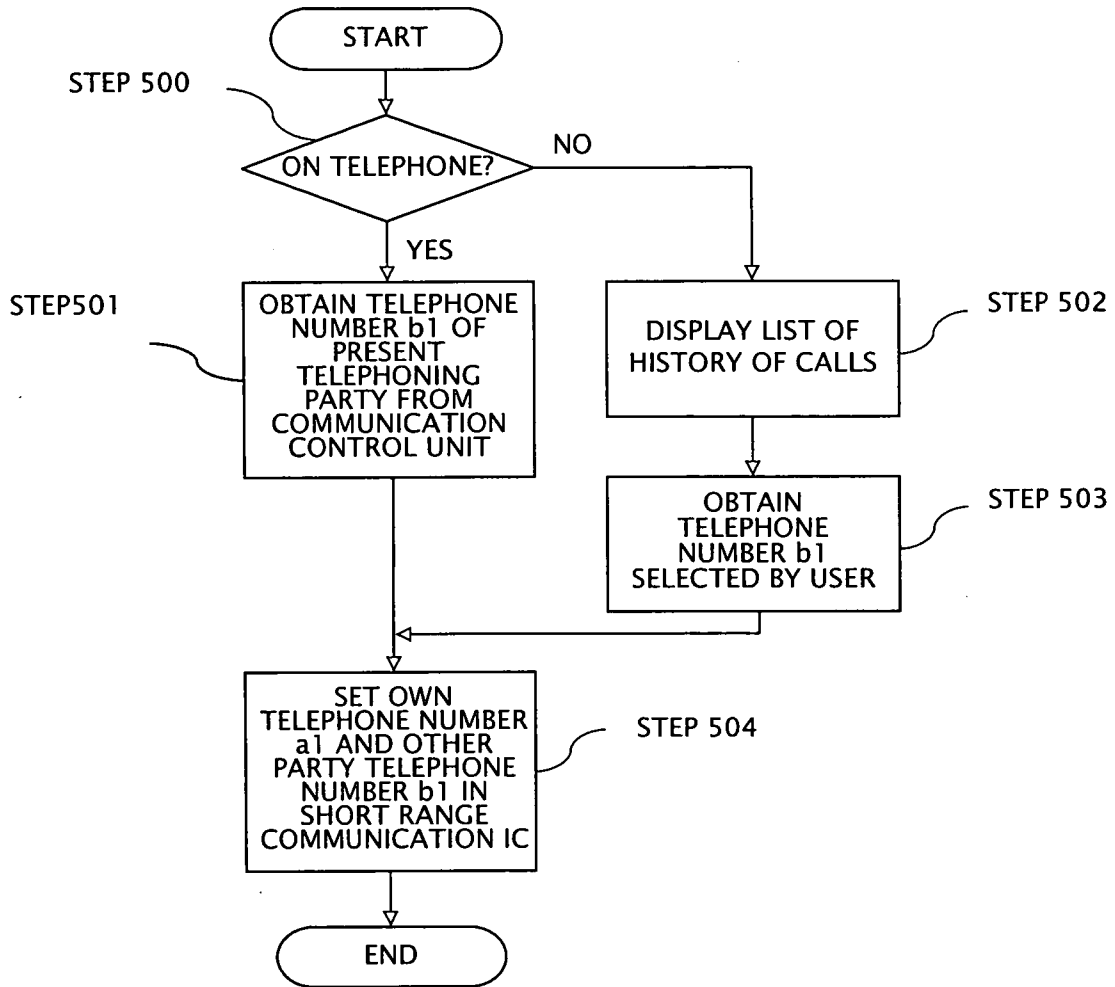 START
STEP 500
ON TELEPHONE?
NO
YES
STEP501
OBTAIN TELEPHONE
NUMBER b1 OF
PRESENT
TELEPHONING
PARTY FROM
COMMUNICATION
CONTROL UNIT
DISPLAY LIST OF
HISTORY OF CALLS
STEP 502
OBTAIN
TELEPHONE
NUMBER b1
SELECTED BY USER
STEP 503
SET OWN
TELEPHONE NUMBER
a1 AND OTHER
PARTY TELEPHONE
NUMBER b1 IN
SHORT RANGE
COMMUNICATION IC
STEP 504
END